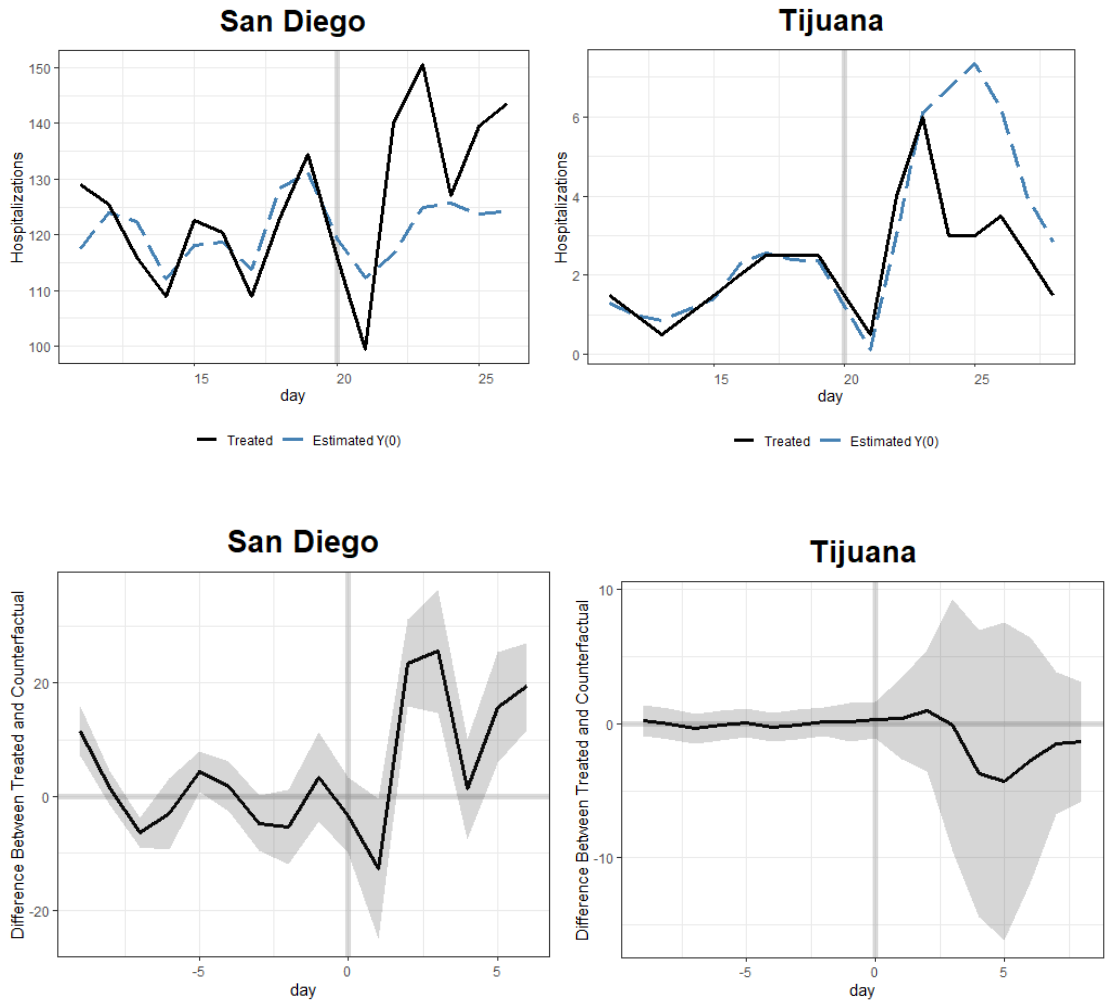 San Diego
Hospitalizations
150
140
130
120
110
100
15
20
25
day
Treated
Estimated Y(0)
Tijuana
Hospitalizations
6
4
2
0
15
20
25
day
Treated
Estimated Y(0)
San Diego
Difference Between Treated and Counterfactual
20
0
-20
-5
0
5
day
Tijuana
Difference Between Treated and Counterfactual
10
0
-10
-5
0
5
day